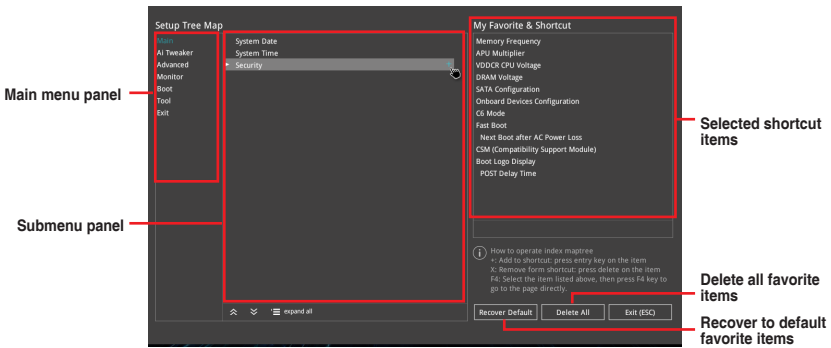 Setup Tree Map
Main
Ai Tweaker
Advanced
Monitor
Boot
Tool
Exit
System Date
System Time
Security
expand all
My Favorite & Shortcut
Memory Frequency
APU Multiplier
VDDCR CPU Voltage
DRAM Voltage
SATA Configuration
Onboard Devices Configuration
C6 Mode
Fast Boot
Next Boot after AC Power Loss
CSM (Compatibility Support Module)
Boot Logo Display
POST Delay Time
How to operate index maptree
+: Add to shortcut: press entry key on the item
X: Remove form shortcut: press delete on the item
F4: Select the item listed above, then press F4 key to
go to the page directly.
Recover Default
Delete All
Exit (ESC)
Main menu panel
Submenu panel
Selected shortcut
items
Delete all favorite
items
Recover to default
favorite items